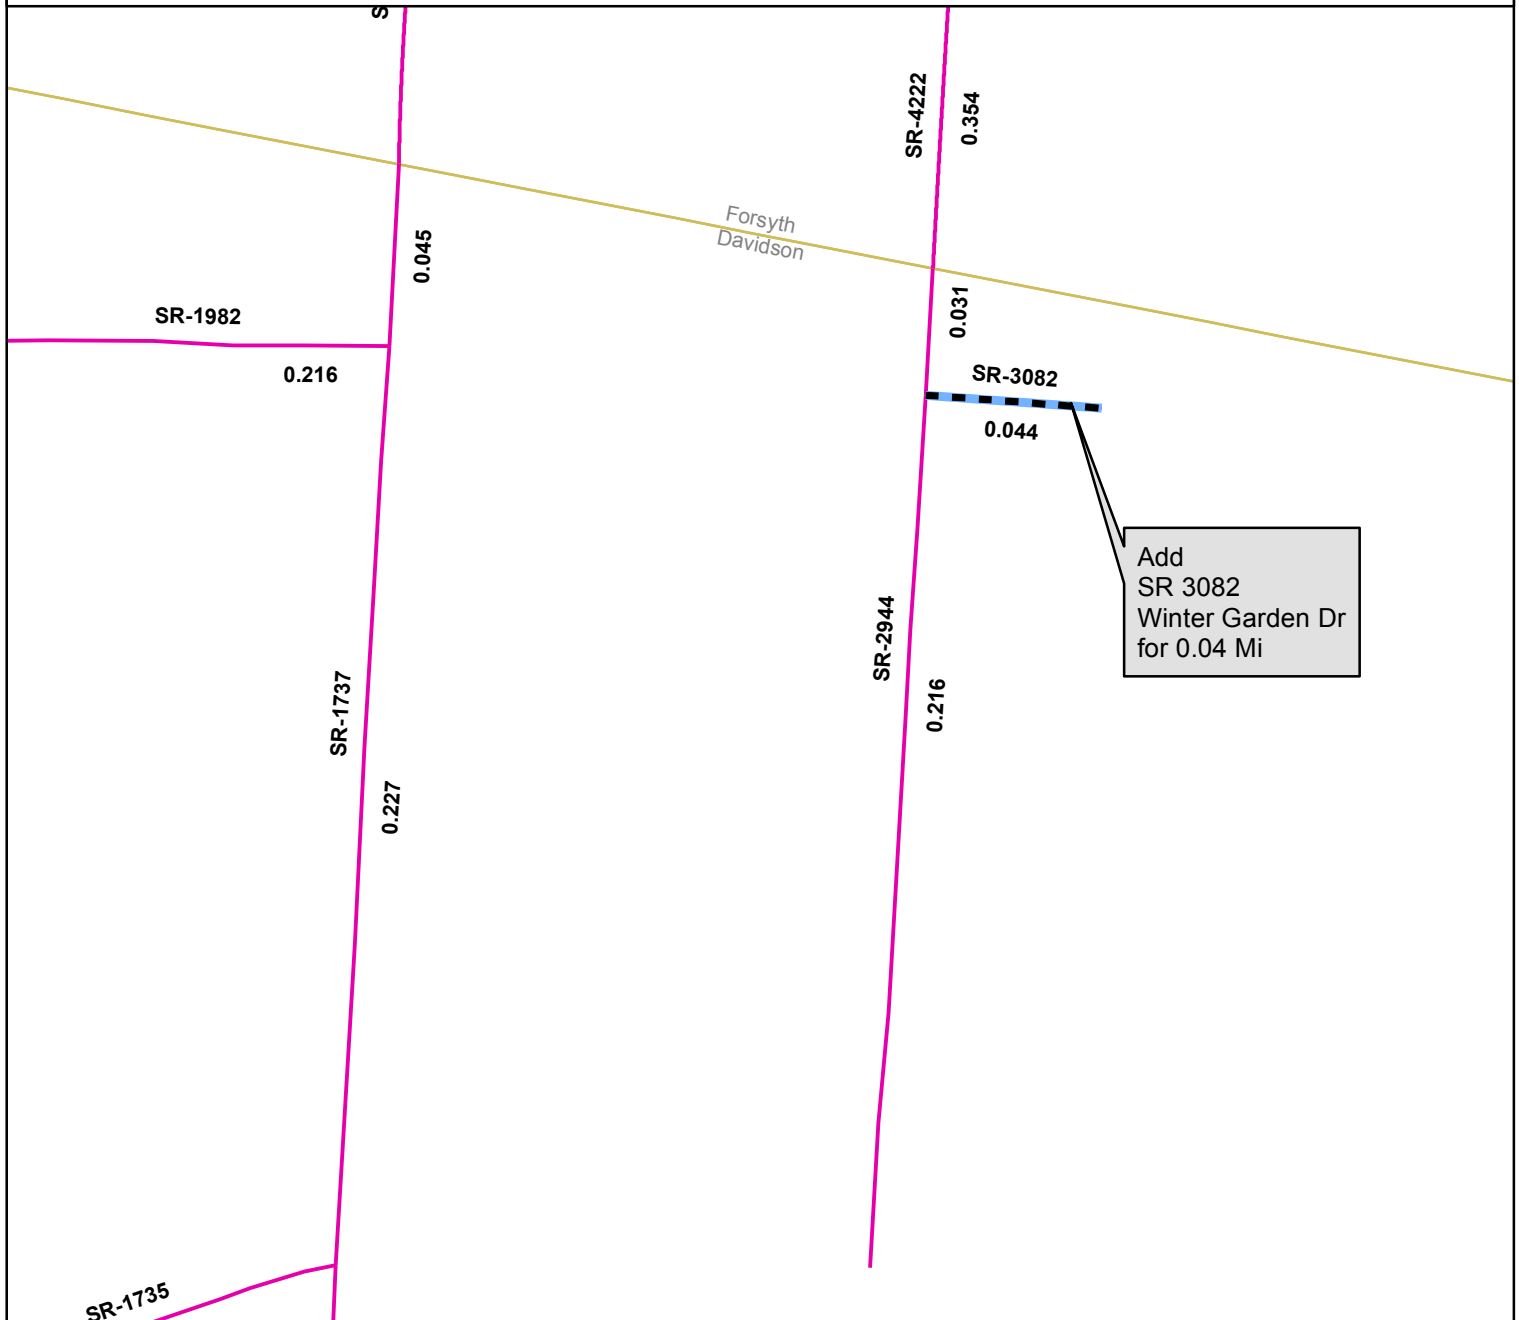 S
SR-4222
0.354
Forsyth
Davidson
0.045
0.031
SR-1982
0.216
SR-3082
0.044
Add
SR 3082
Winter Garden Dr
for 0.04 Mi
SR-2944
0.216
SR-1737
0.227
SR-1735